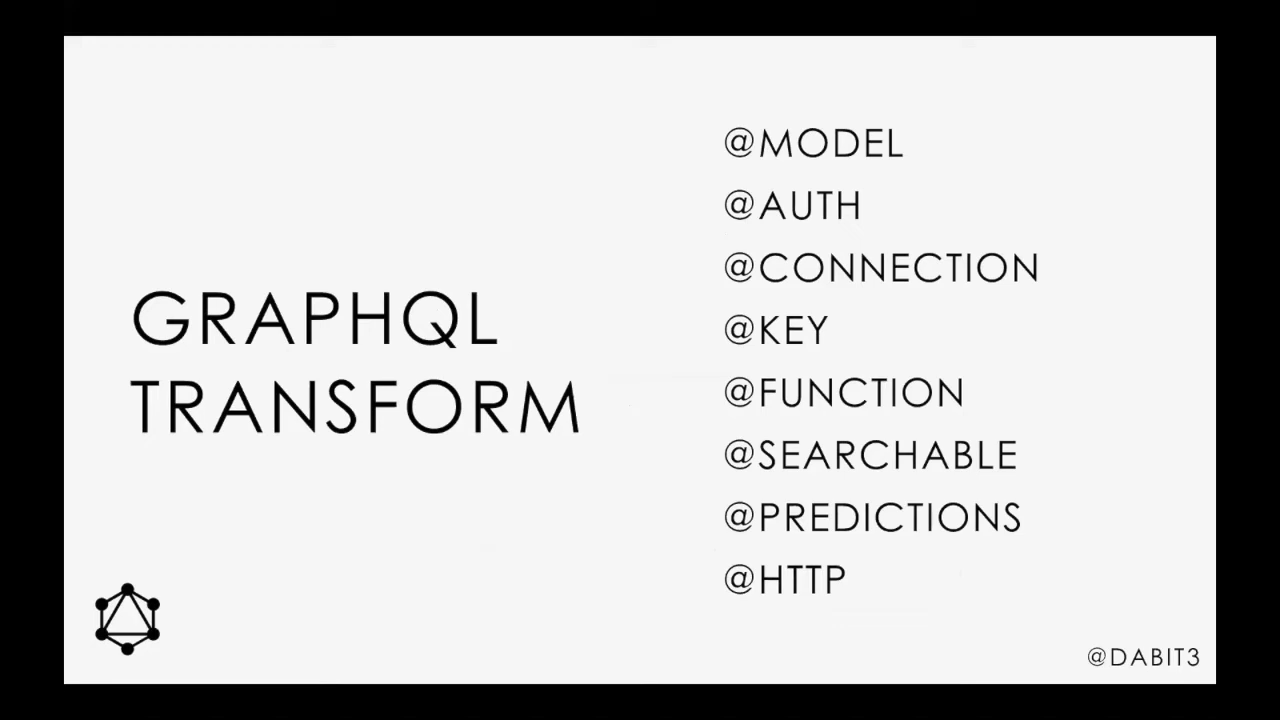 GRAPHQL
TRANSFORM
@MODEL
@AUTH
@CONNECTION
@KEY
@FUNCTION
@SEARCHABLE
@PREDICTIONS
@HTTP
@DABIT3